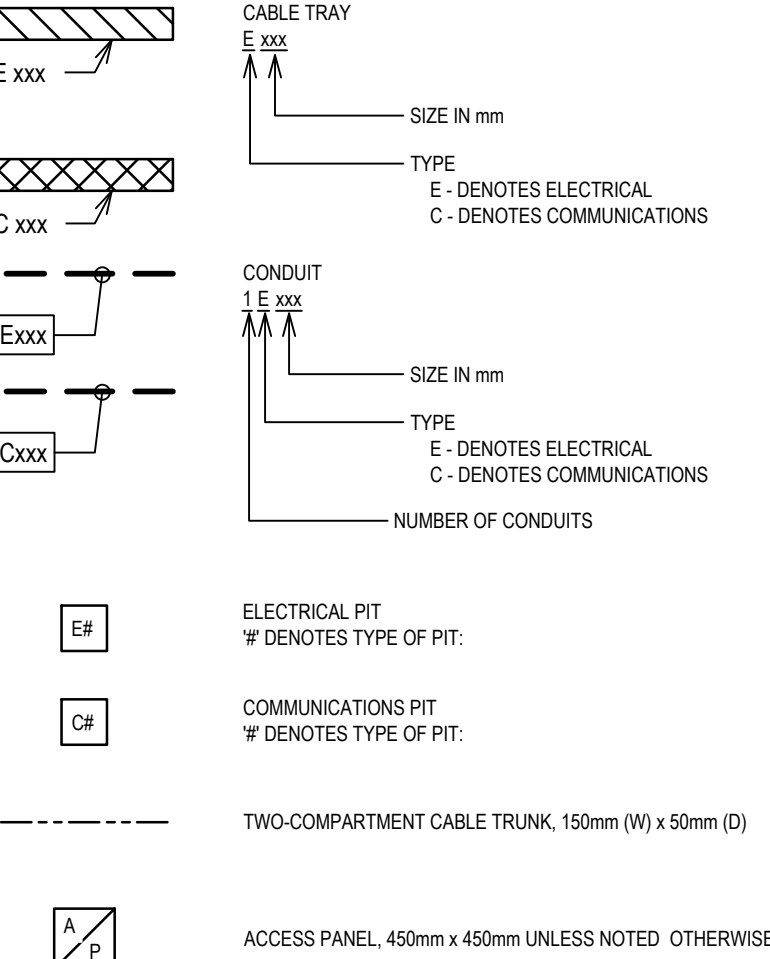 CABLE TRAY
E xxx
E xxx
SIZE IN mm
TYPE
E - DENOTES ELECTRICAL
C - DENOTES COMMUNICATIONS
C xxx
CONDUIT
1 E xxx
Exxx
SIZE IN mm
TYPE
E - DENOTES ELECTRICAL
C - DENOTES COMMUNICATIONS
Cxxx
NUMBER OF CONDUITS
E#
ELECTRICAL PIT
'#' DENOTES TYPE OF PIT:
C#
COMMUNICATIONS PIT
'#' DENOTES TYPE OF PIT:
TWO-COMPARTMENT CABLE TRUNK, 150mm (W) x 50mm (D)
A
P
ACCESS PANEL, 450mm x 450mm UNLESS NOTED OTHERWISE